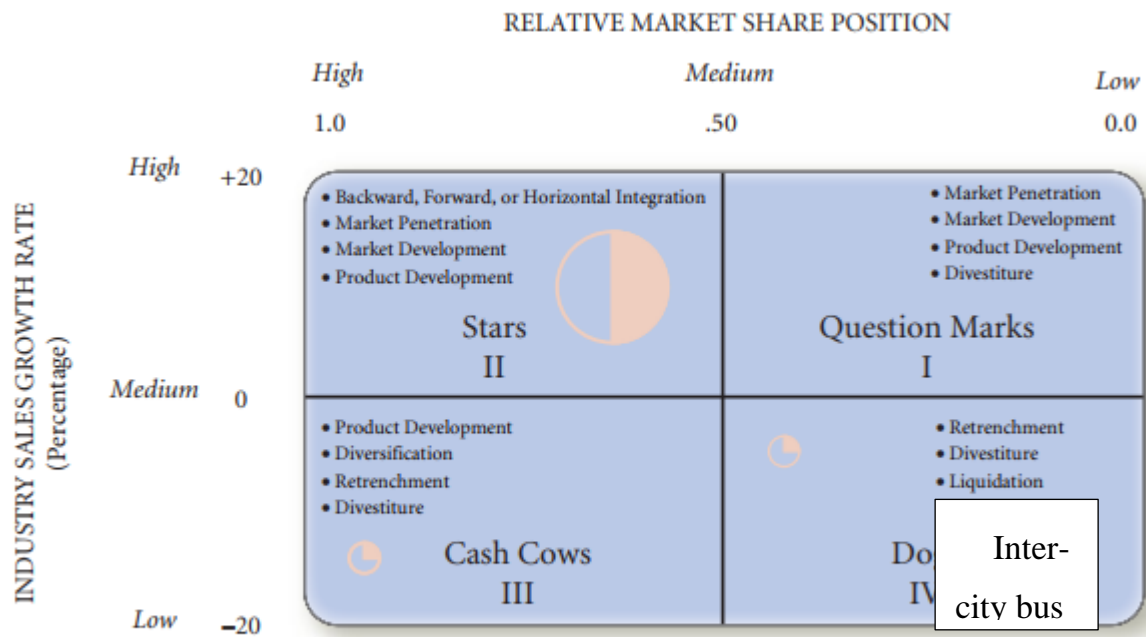 RELATIVE MARKET SHARE POSITION
High Medium Low
1.0 .50 0.0
INDUSTRY SALES GROWTH RATE
(Percentage)
High +20
• Backward, Forward, or Horizontal Integration
• Market Penetration
• Market Development
• Product Development
Stars
II
• Market Penetration
• Market Development
• Product Development
• Divestiture
Question Marks
I
Medium 0
• Product Development
• Diversification
• Retrenchment
• Divestiture
Cash Cows
III
• Retrenchment
• Divestiture
• Liquidation
Inter-
city bus
Low −20